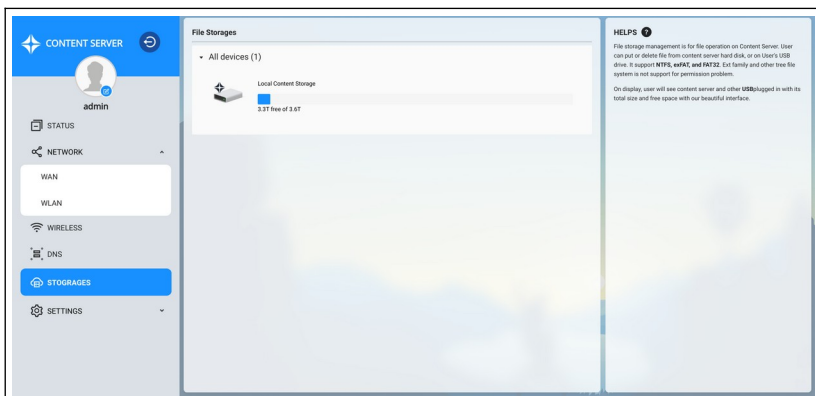 CONTENT SERVER
admin
STATUS
NETWORK
WAN
WLAN
WIRELESS
DNS
STOGRAGES
SETTINGS
File Storages
All devices (1)
Local Content Storage
3.3T free of 3.6T
HELPS ?
File storage management is for file operation on Content Server. User
can put or delete file from content server hard disk, or on User's USB
drive. It support NTFS, exFAT, and FAT32. Ext family and other tree file
system is not support for permission problem.
On display, user will see content server and other USBplugged in with its
total size and free space with our beautiful interface.